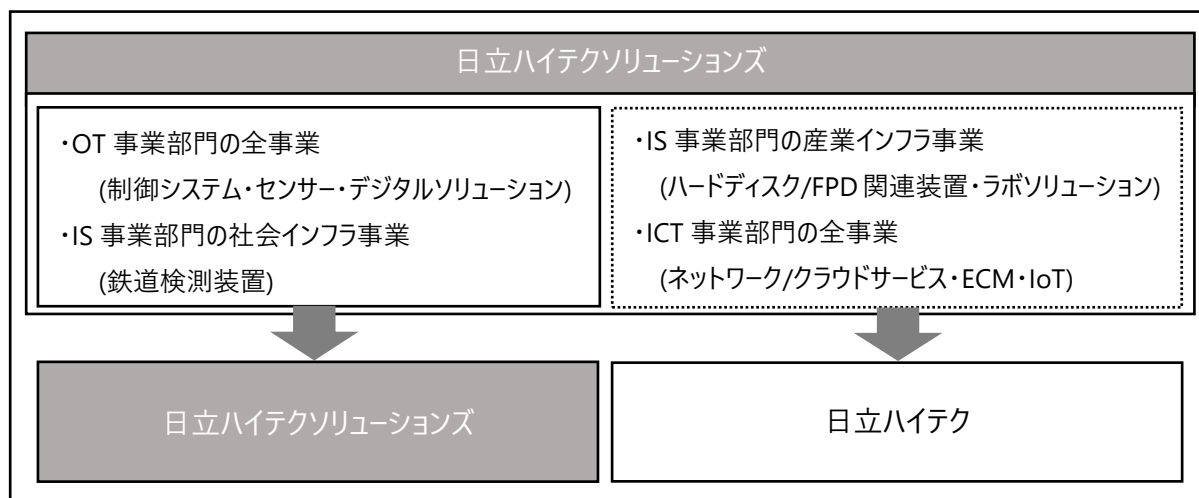 日立ハイテクソリューションズ
・OT 事業部門の全事業
(制御システム・センサー・デジタルソリューション)
・IS 事業部門の社会インフラ事業
(鉄道検測装置)
・IS 事業部門の産業インフラ事業
(ハードディスク/FPD 関連装置・ラボソリューション)
・ICT 事業部門の全事業
(ネットワーク/クラウドサービス・ECM・IoT)
日立ハイテクソリューションズ
日立ハイテク